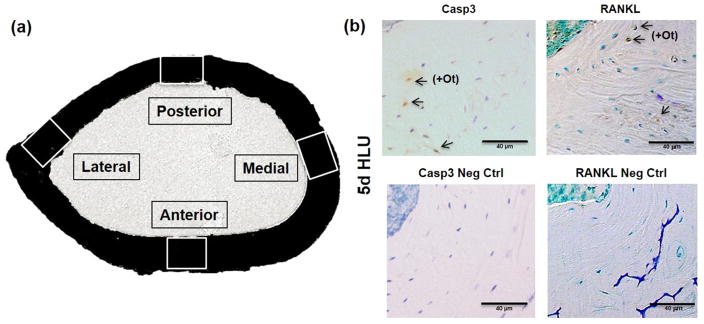 (a)
Posterior
Lateral
Medial
Anterior
(b)
Casp3
RANKL
(+Ot)
(+Ot)
40 µm
40 µm
5d HLU
Casp3 Neg Ctrl
RANKL Neg Ctrl
40 µm
40 µm